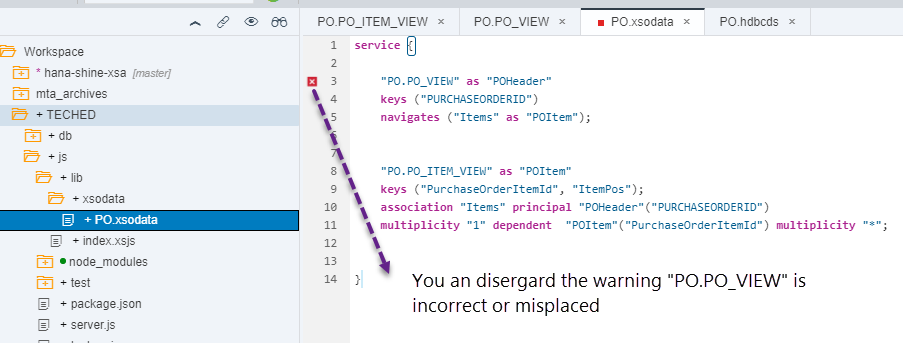 PO.PO_ITEM_VIEW ×
PO.PO_VIEW ×
PO.xsodata ×
PO.hdbcds ×
Workspace
* hana-shine-xsa [master]
mta_archives
+ TECHED
+ db
+ js
+ lib
+ xsodata
+ PO.xsodata
+ index.xsjs
node_modules
+ test
+ package.json
+ server.js
1 service {
2
3 "PO.PO_VIEW" as "POHeader"
4 keys ("PURCHASEORDERID")
5 navigates ("Items" as "POItem");
6
7
8 "PO.PO_ITEM_VIEW" as "POItem"
9 keys ("PurchaseOrderItemId", "ItemPos");
10 association "Items" principal "POHeader"("PURCHASEORDERID")
11 multiplicity "1" dependent "POItem"("PurchaseOrderItemId") multiplicity "*";
12
13
14 }
You an disergard the warning "PO.PO_VIEW" is
incorrect or misplaced